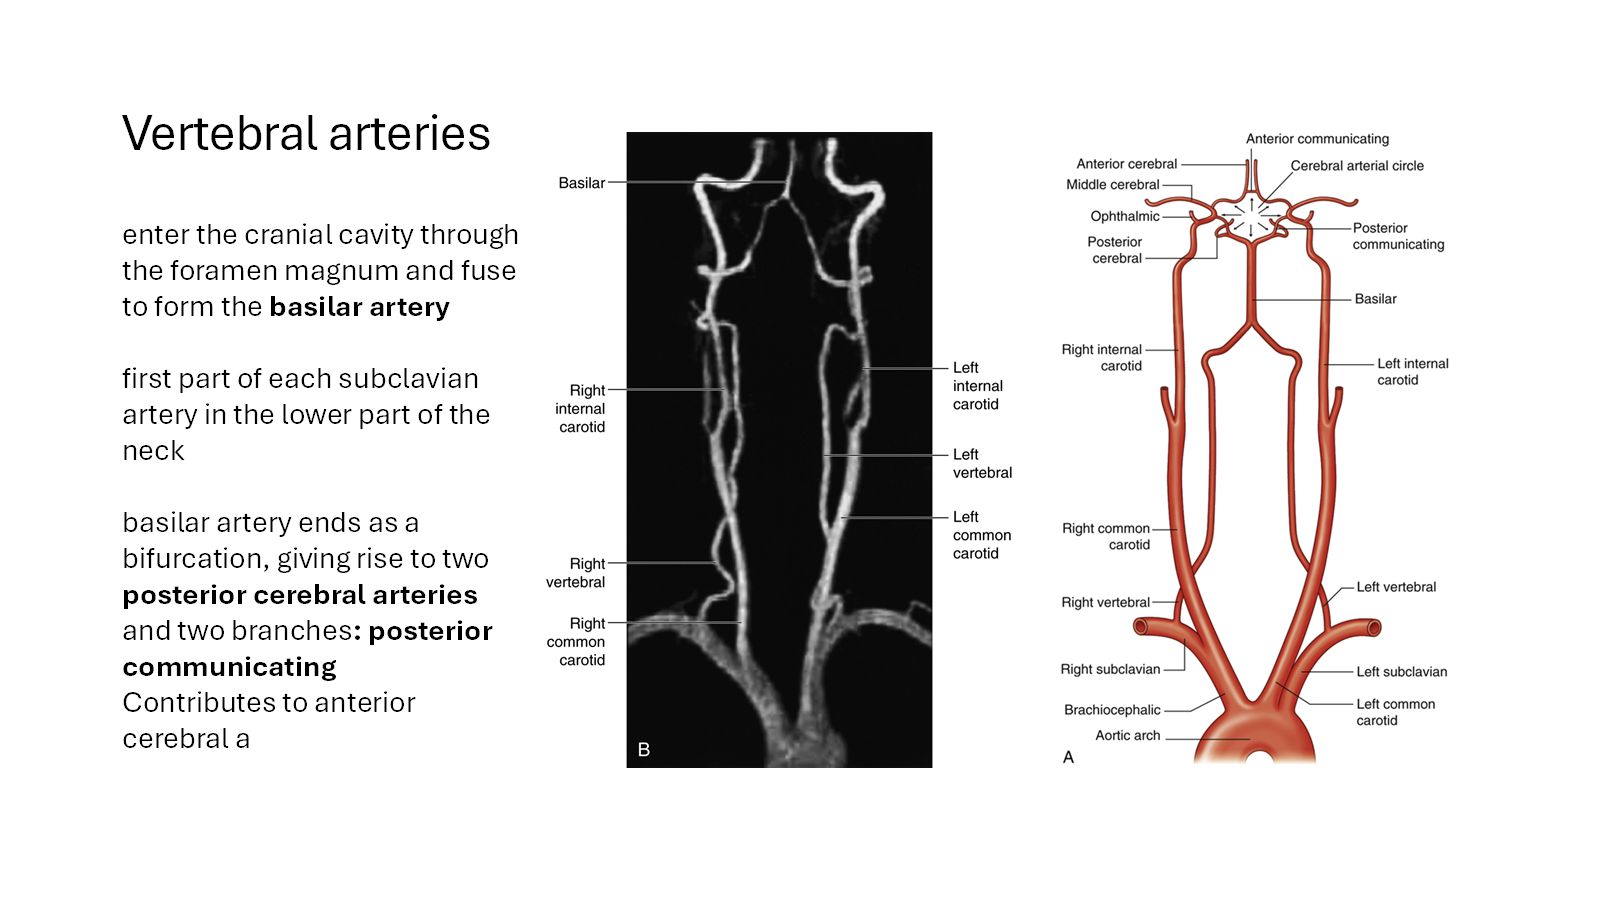 Vertebral arteries
enter the cranial cavity through
the foramen magnum and fuse
to form the basilar artery
first part of each subclavian
artery in the lower part of the
neck
basilar artery ends as a
bifurcation, giving rise to two
posterior cerebral arteries
and two branches: posterior
communicating
Contributes to anterior
cerebral a
Basilar
Right
internal
carotid
Right
vertebral
Right
common
carotid
Left
internal
carotid
Left
vertebral
Left
common
carotid
B
Anterior communicating
Anterior cerebral
Cerebral arterial circle
Middle cerebral
Ophthalmic
Posterior
cerebral
Posterior
communicating
Basilar
Right internal
carotid
Left internal
carotid
Right common
carotid
Right vertebral
Left vertebral
Right subclavian
Left subclavian
Brachiocephalic
Left common
carotid
Aortic arch
A